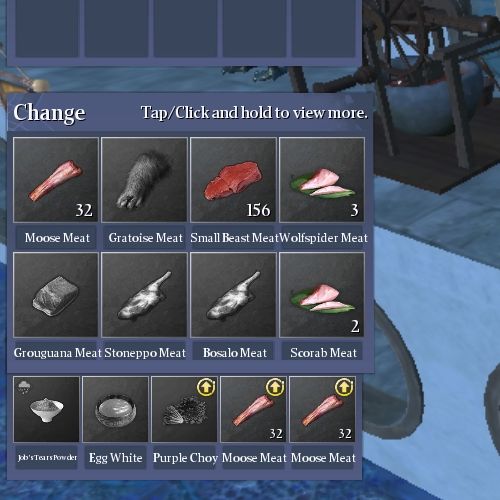 Change Tap/Click and hold to view more.
32 156 3
Moose Meat Gratoise Meat Small Beast Meat Wolfspider Meat
2
Grouguana Meat Stoneppo Meat Bosalo Meat Scorab Meat
32 32
Job's Tears Powder Egg White Purple Choy Moose Meat Moose Meat